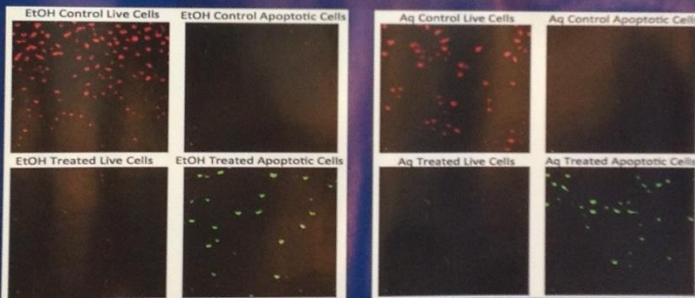 EtOH Control Live Cells
EtOH Control Apoptotic Cells
Aq Control Live Cells
Aq Control Apoptotic Cells
EtOH Treated Live Cells
EtOH Treated Apoptotic Cells
Aq Treated Live Cells
Aq Treated Apoptotic Cells